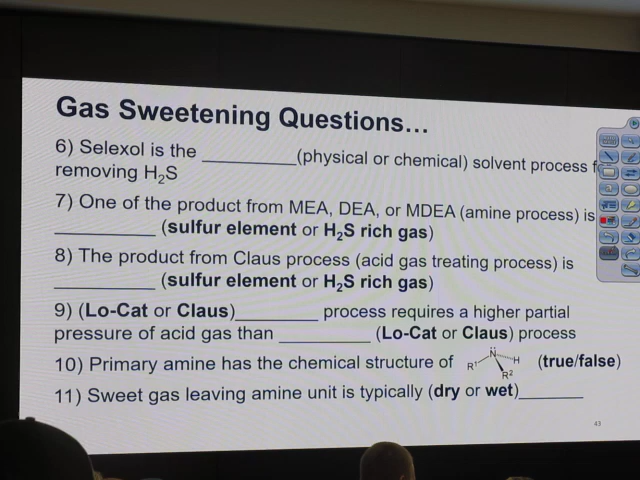 Gas Sweetening Questions...
6) Selexol is the __________(physical or chemical) solvent process
removing H₂S
7) One of the product from MEA, DEA, or MDEA (amine process) is
___________ (sulfur element or H₂S rich gas)
8) The product from Claus process (acid gas treating process) is
___________ (sulfur element or H₂S rich gas)
9) (Lo-Cat or Claus)_________ process requires a higher partial
pressure of acid gas than __________ (Lo-Cat or Claus) process
10) Primary amine has the chemical structure of R¹ N̈ H R² (true/false)
11) Sweet gas leaving amine unit is typically (dry or wet)_______
43